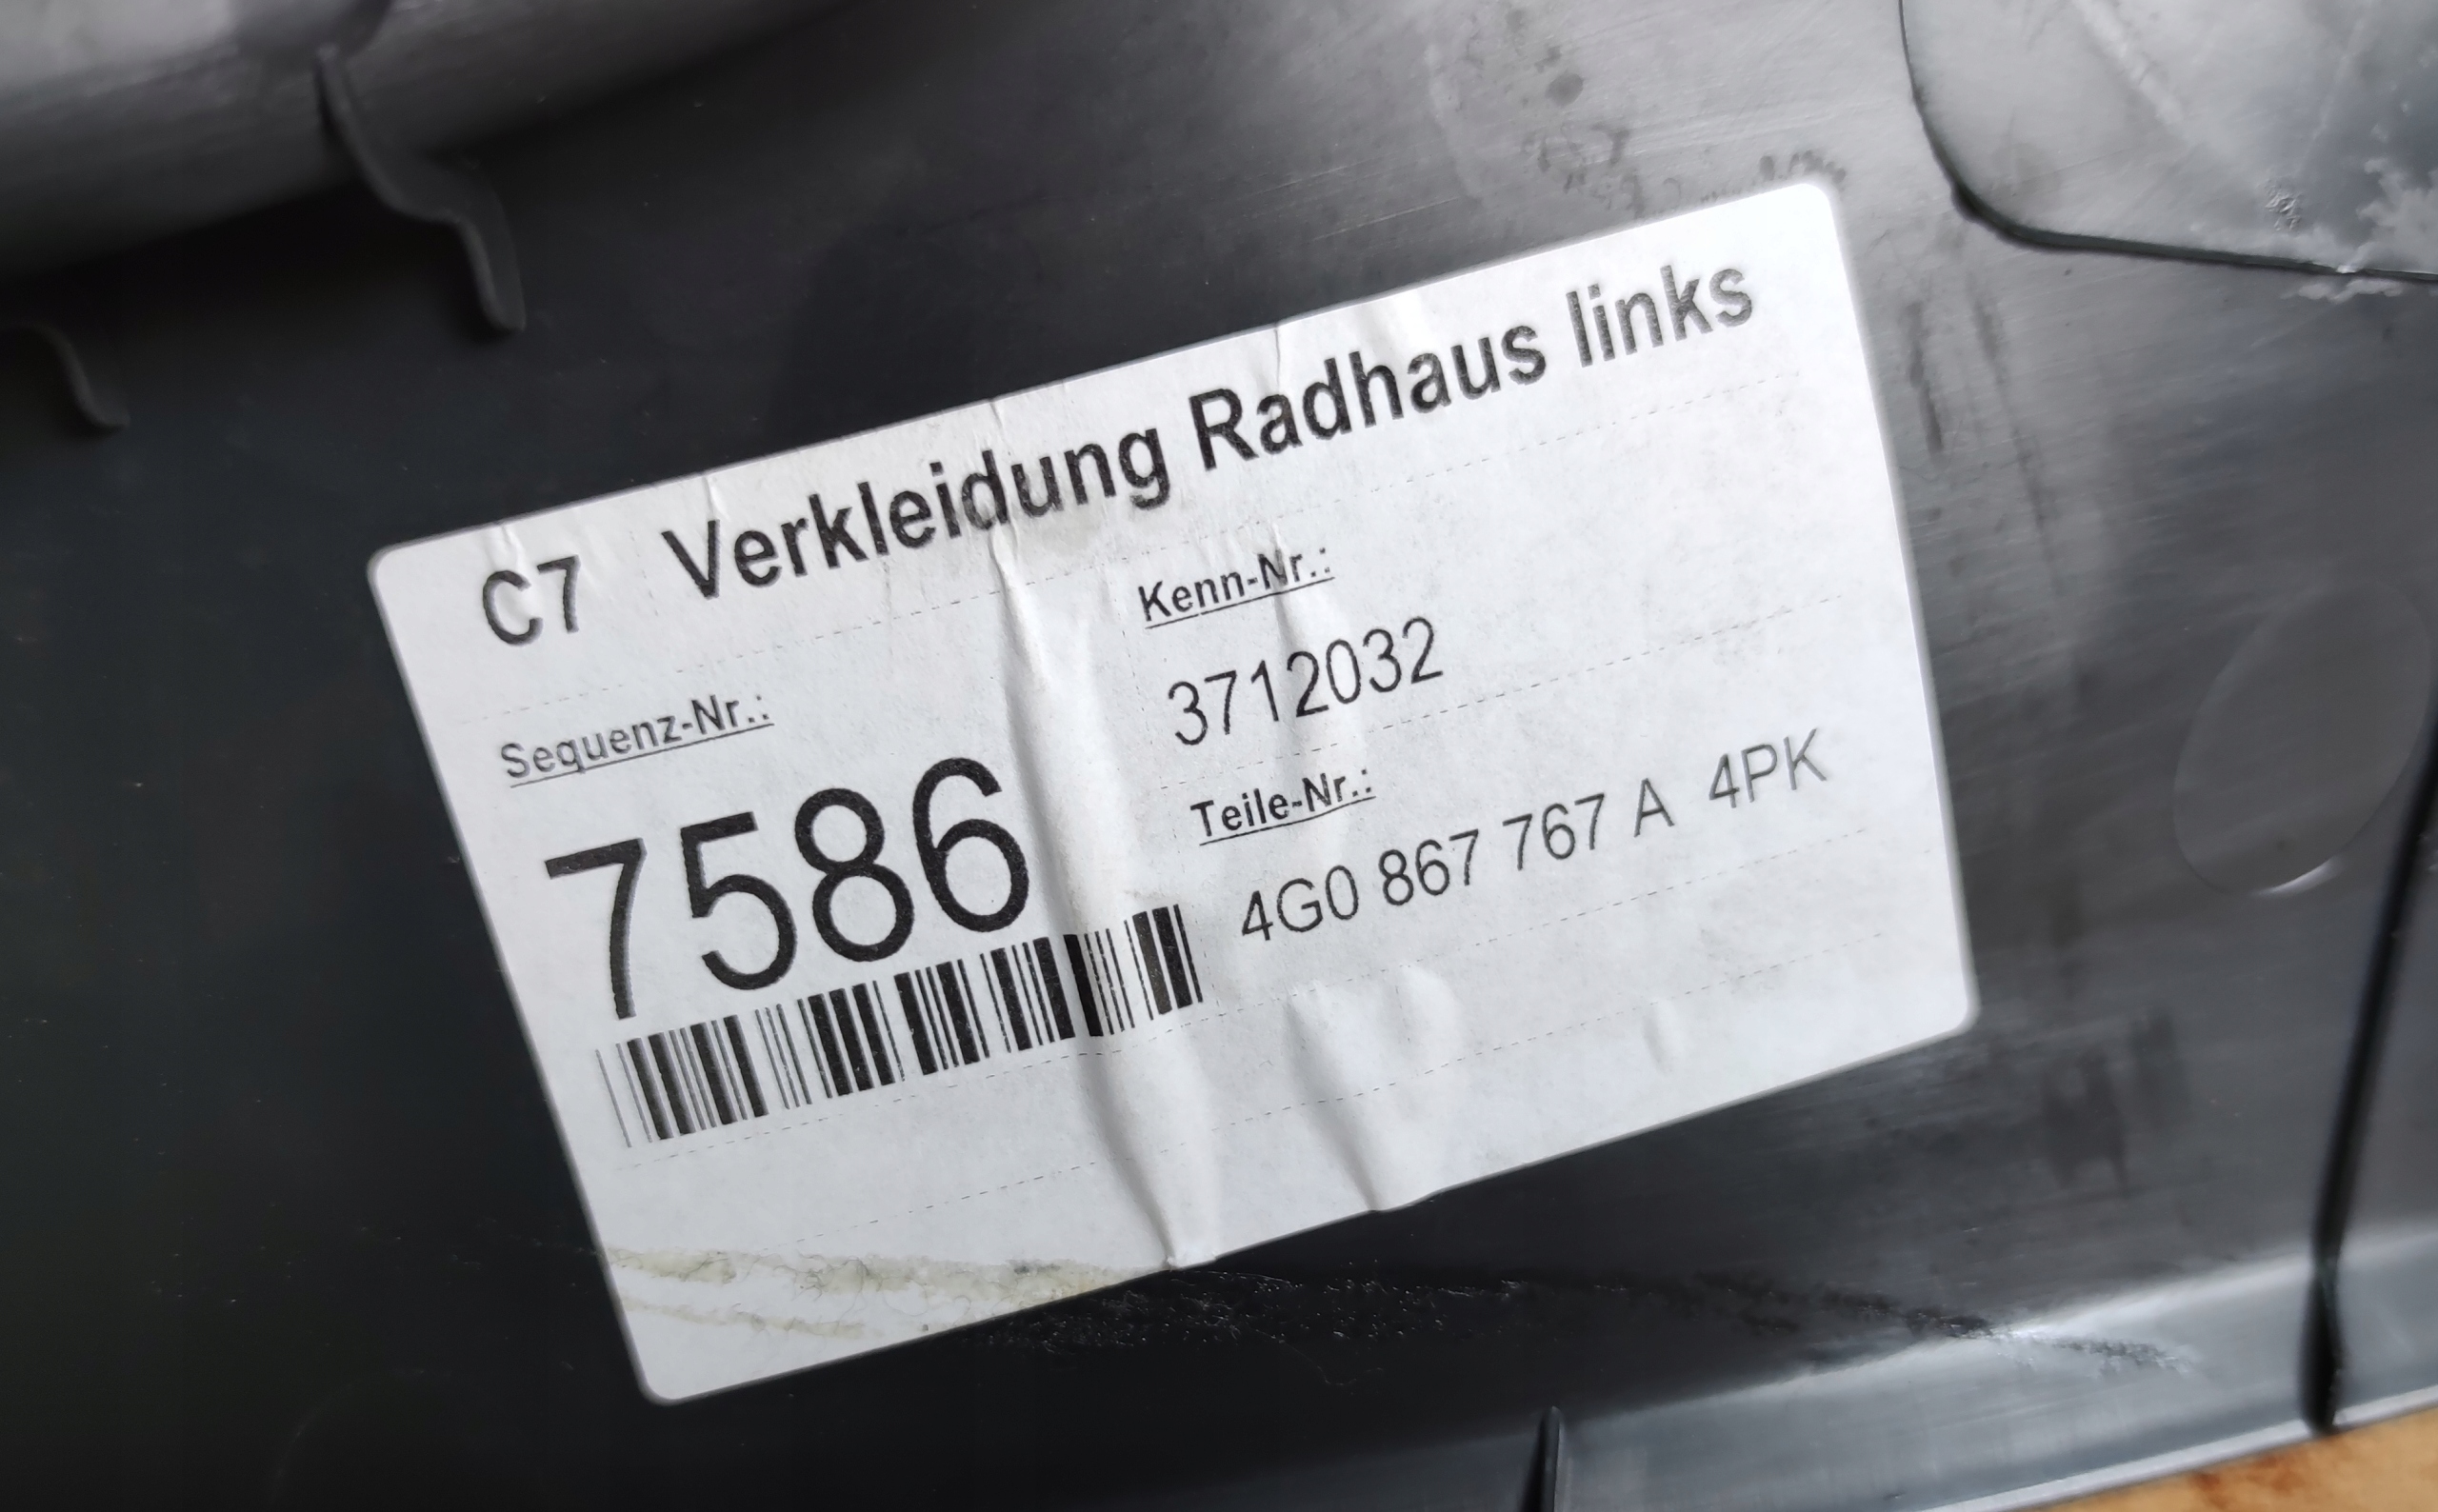 C7 Verkleidung Radhaus links
Sequenz-Nr.:
7586
Kenn-Nr.:
3712032
Teile-Nr.:
4G0 867 767 A 4PK